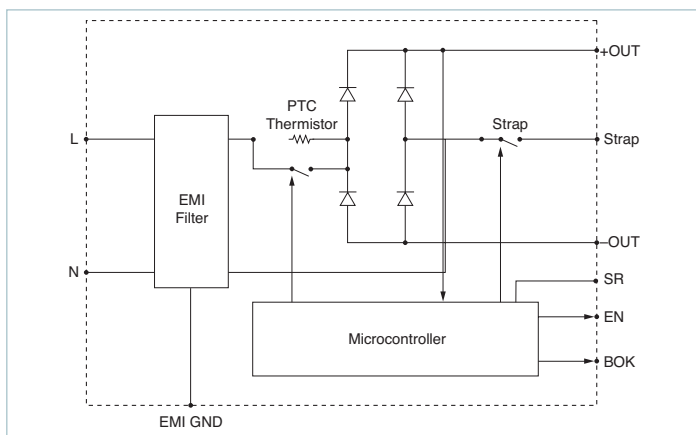 +OUT
PTC
Thermistor
Strap
L
Strap
EMI
Filter
–OUT
N
SR
EN
Microcontroller
BOK
EMI GND